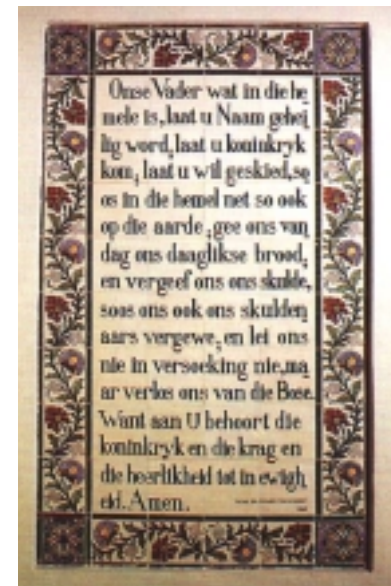 Onse Vader wat in die he
mele is, laat u Naam gehei
lig word, laat u koninkryk
kom, laat u wil geskied, so
os in die hemel net so ook
op die aarde, gee ons van
dag ons daaglikse brood,
en vergeef ons ons skulde,
soos ons ook ons skulden
aars vergewe, en lei ons
nie in versoeking nie, ma
ar verlos ons van die Bose.
Want aan U behoort die
koninkryk en die krag en
die heerlikheid tot in ewigh
eid. Amen.